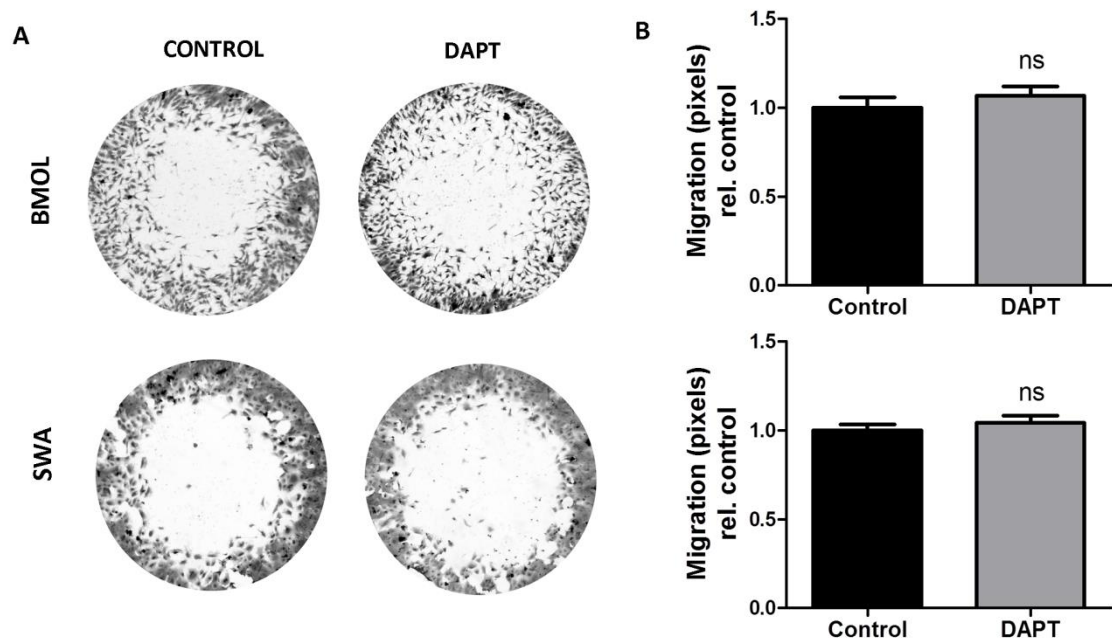 A
CONTROL
DAPT
BMOL
SWA
B
Migration (pixels)
rel. control
1.5
1.0
0.5
0.0
ns
Control
DAPT
Migration (pixels)
rel. control
1.5
1.0
0.5
0.0
ns
Control
DAPT